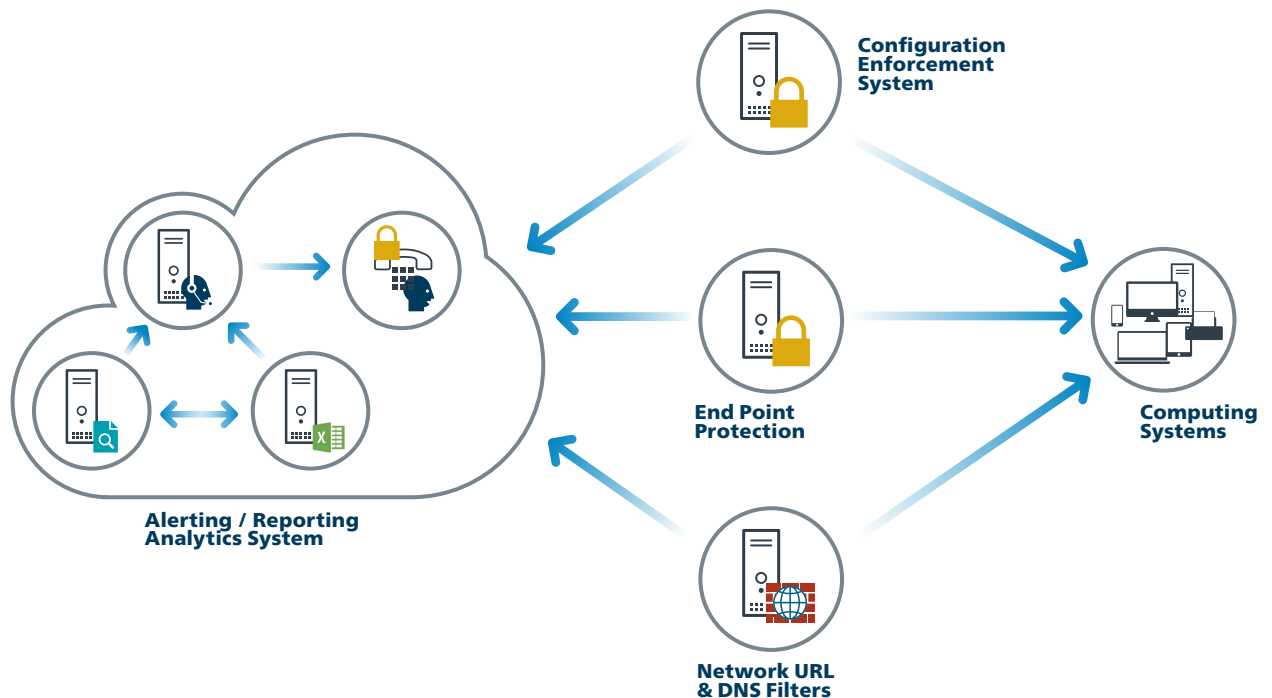 Configuration
Enforcement
System
End Point
Protection
Computing
Systems
Alerting / Reporting
Analytics System
X
Network URL
& DNS Filters